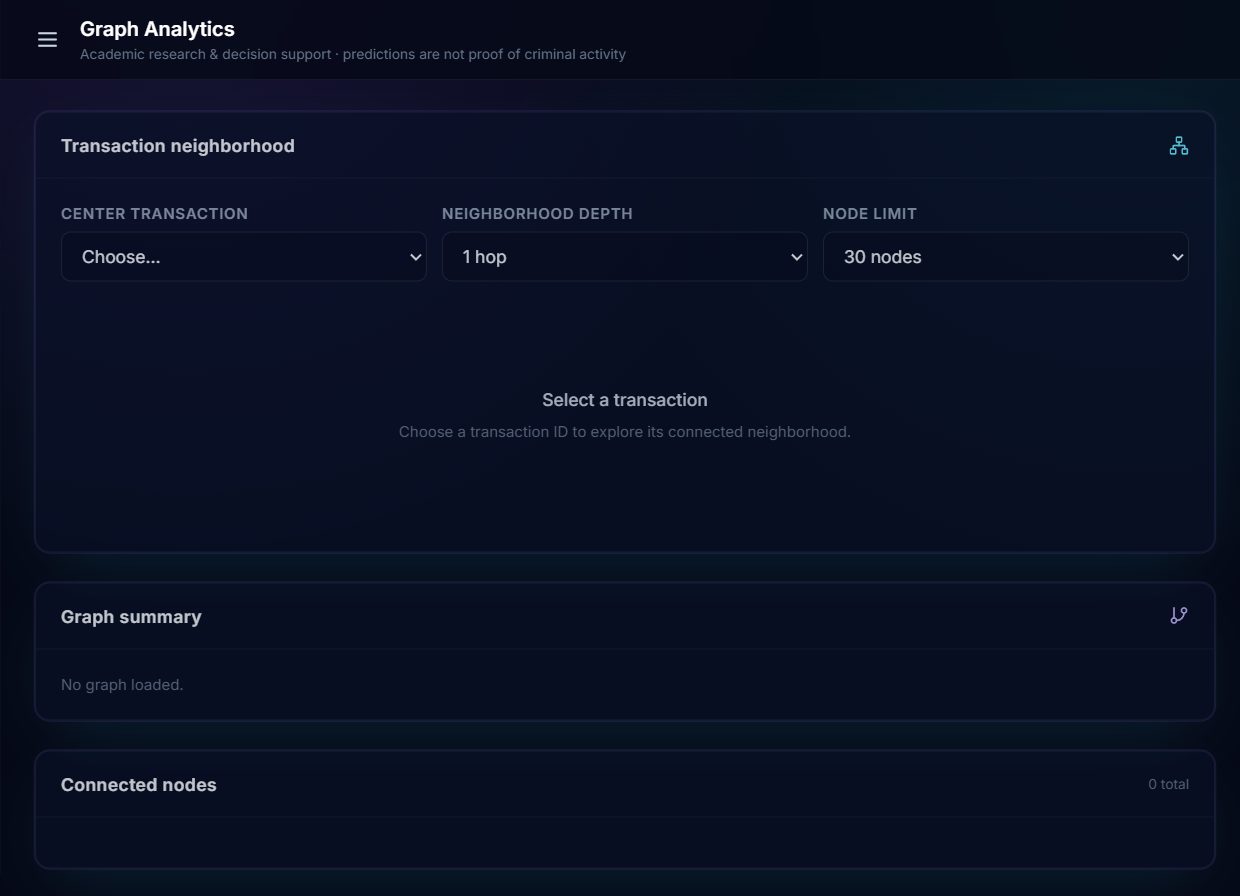 Graph Analytics
Academic research & decision support · predictions are not proof of criminal activity
Transaction neighborhood
CENTER TRANSACTION
NEIGHBORHOOD DEPTH
NODE LIMIT
Choose...
1 hop
30 nodes
Select a transaction
Choose a transaction ID to explore its connected neighborhood.
Graph summary
No graph loaded.
Connected nodes
0 total